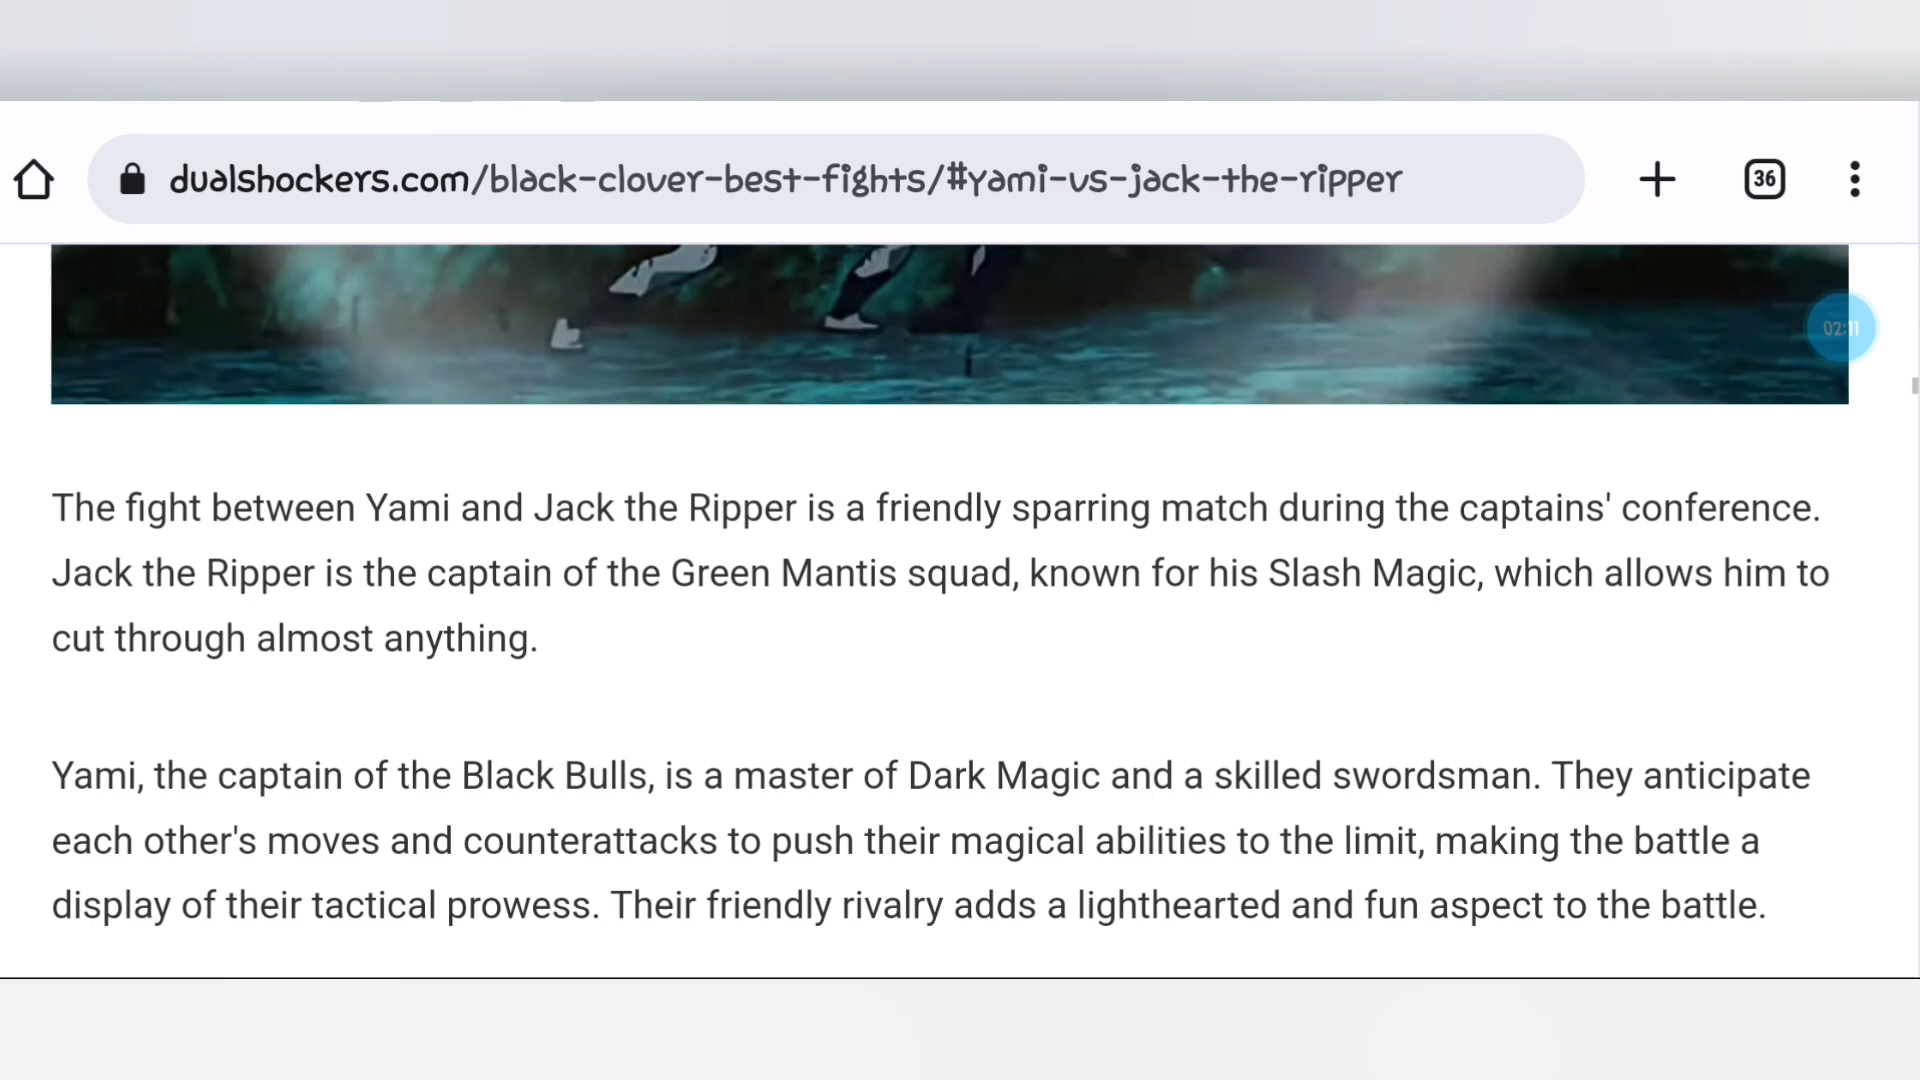 dualshockers.com/black-clover-best-fights/#yami-vs-jack-the-ripper
36
02:11
The fight between Yami and Jack the Ripper is a friendly sparring match during the captains' conference.
Jack the Ripper is the captain of the Green Mantis squad, known for his Slash Magic, which allows him to
cut through almost anything.
Yami, the captain of the Black Bulls, is a master of Dark Magic and a skilled swordsman. They anticipate
each other's moves and counterattacks to push their magical abilities to the limit, making the battle a
display of their tactical prowess. Their friendly rivalry adds a lighthearted and fun aspect to the battle.